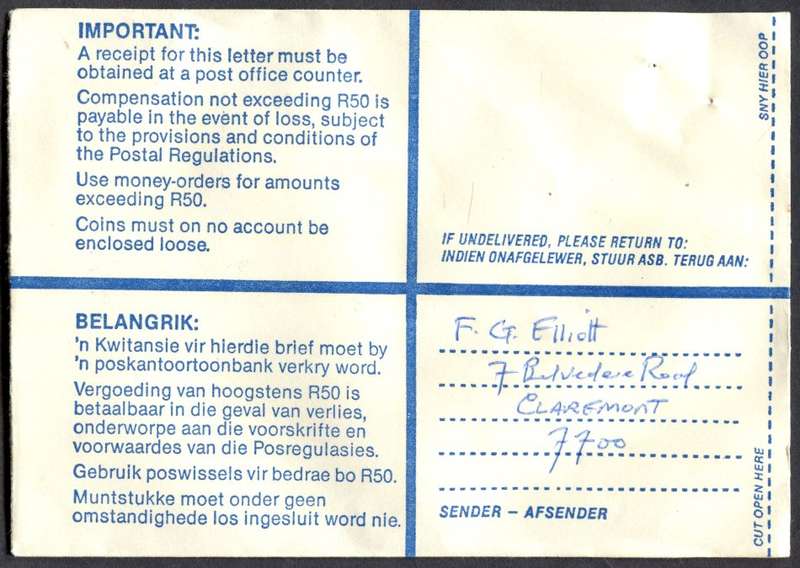 IMPORTANT:
A receipt for this letter must be
obtained at a post office counter.
Compensation not exceeding R50 is
payable in the event of loss, subject
to the provisions and conditions of
the Postal Regulations.
Use money-orders for amounts
exceeding R50.
Coins must on no account be
enclosed loose.
SNY HIER OOP
IF UNDELIVERED, PLEASE RETURN TO:
INDIEN ONAFGELEWER, STUUR ASB. TERUG AAN:
BELANGRIK:
'n Kwitansie vir hierdie brief moet by
'n poskantoortoonbank verkry word.
Vergoeding van hoogstens R50 is
betaalbaar in die geval van verlies,
onderworpe aan die voorskrifte en
voorwaardes van die Posregulasies.
Gebruik poswissels vir bedrae bo R50.
Muntstukke moet onder geen
omstandighede los ingesluit word nie.
F. G. Elliott
7 Belvedere Road
CLAREMONT
7700
SENDER – AFSENDER
CUT OPEN HERE